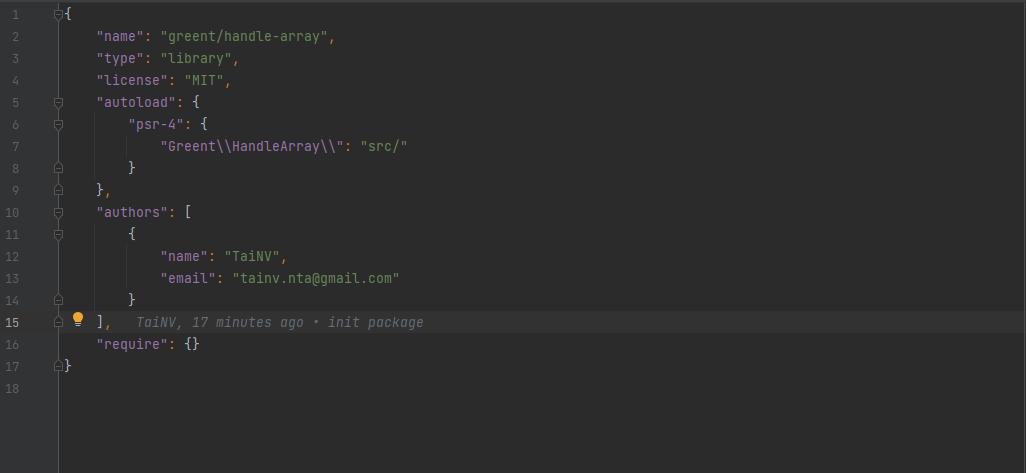 1 {
2     "name": "greent/handle-array",
3     "type": "library",
4     "license": "MIT",
5     "autoload": {
6         "psr-4": {
7             "Greent\\HandleArray\\": "src/"
8         }
9     },
10     "authors": [
11         {
12             "name": "TaiNV",
13             "email": "tainv.nta@gmail.com"
14         }
15     ],   TaiNV, 17 minutes ago • init package
16     "require": {}
17 }
18